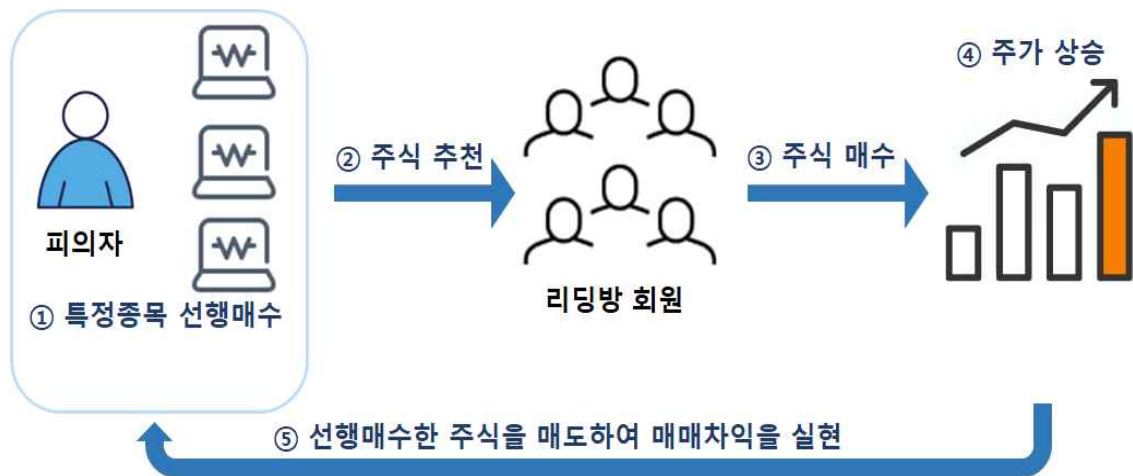 피의자
① 특정종목 선행매수
② 주식 추천
리딩방 회원
③ 주식 매수
④ 주가 상승
⑤ 선행매수한 주식을 매도하여 매매차익을 실현